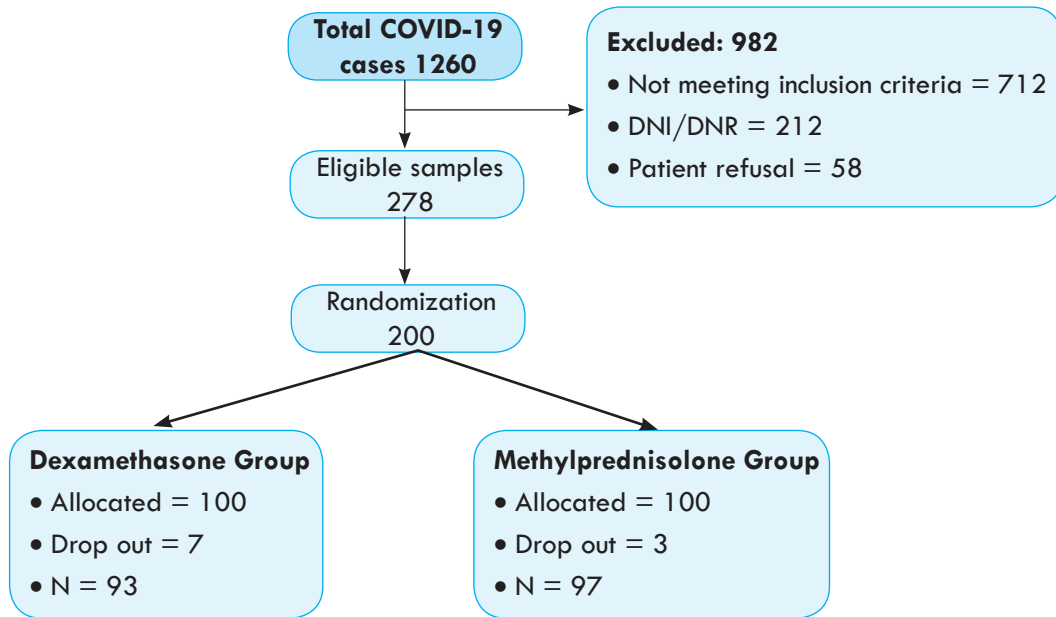 Total COVID-19
cases 1260
Excluded: 982
• Not meeting inclusion criteria = 712
• DNI/DNR = 212
• Patient refusal = 58
Eligible samples
278
Randomization
200
Dexamethasone Group
• Allocated = 100
• Drop out = 7
• N = 93
Methylprednisolone Group
• Allocated = 100
• Drop out = 3
• N = 97